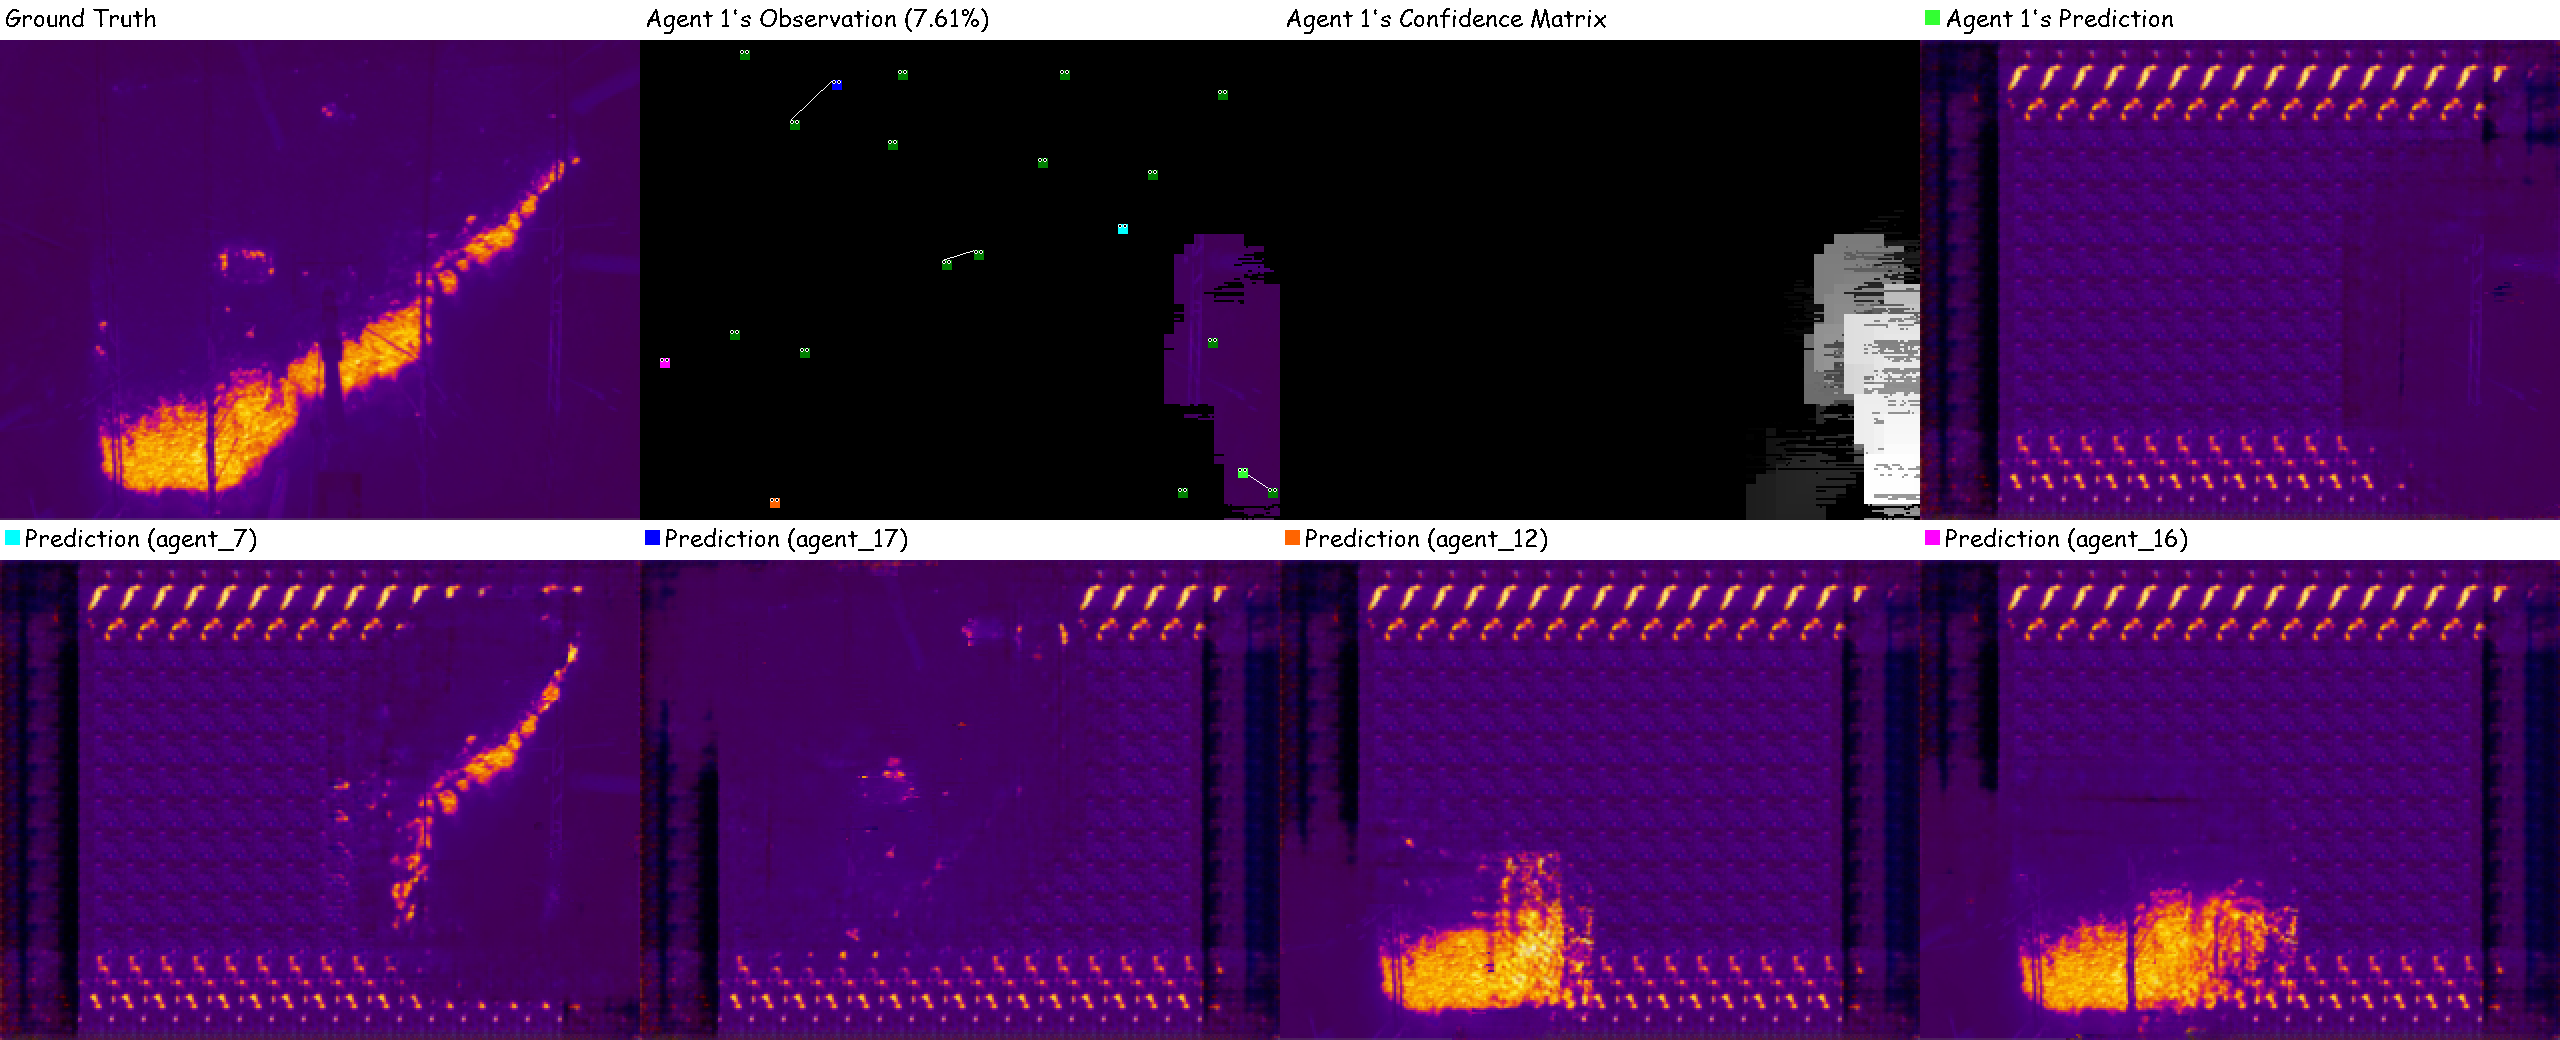 Ground Truth
Agent 1's Observation (7.61%)
Agent 1's Confidence Matrix
Agent 1's Prediction
Prediction (agent_7)
Prediction (agent_17)
Prediction (agent_12)
Prediction (agent_16)